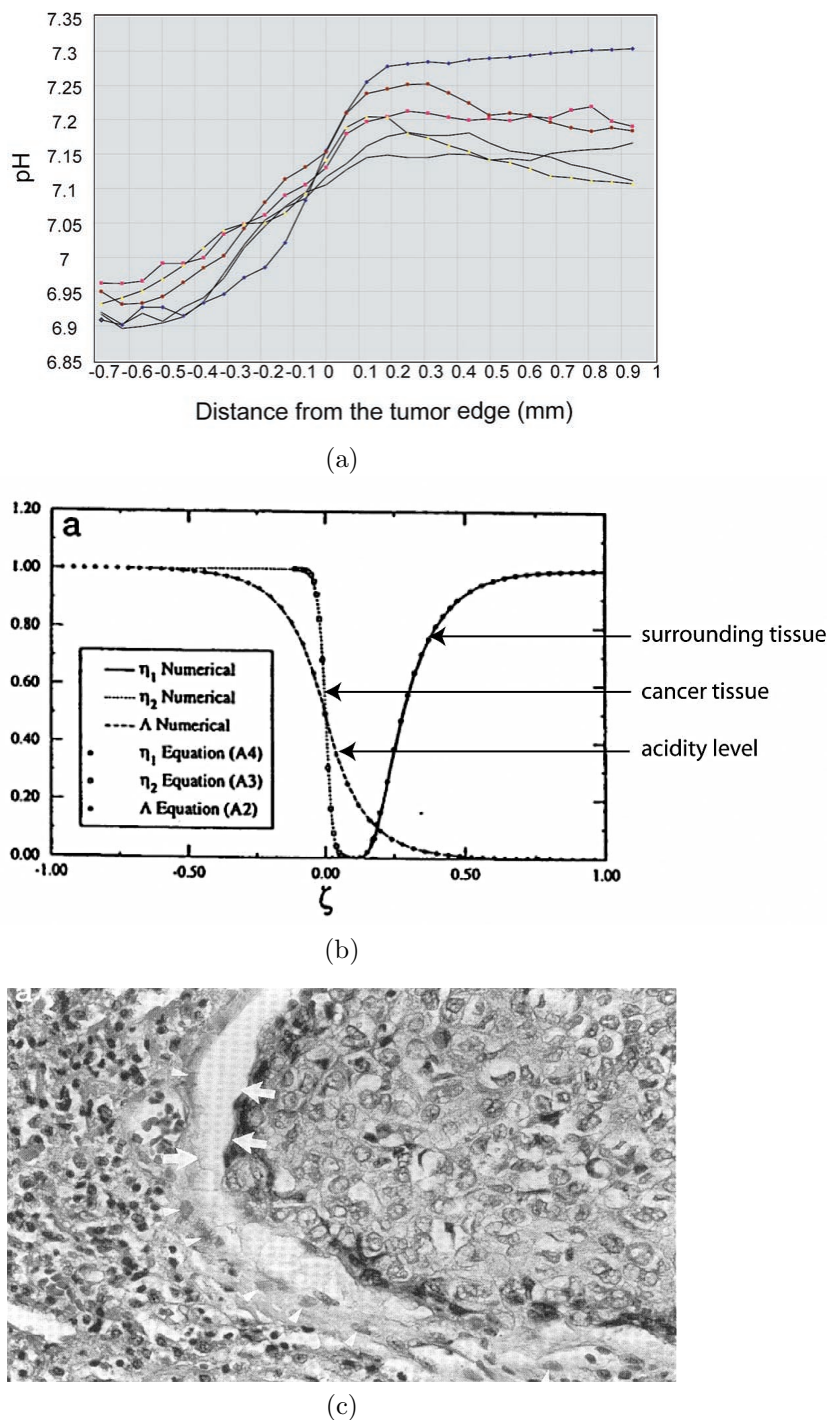 7.35
7.3
7.25
7.2
7.15
7.1
7.05
7
6.95
6.9
6.85
pH
-0.7 -0.6 -0.5 -0.4 -0.3 -0.2 -0.1 0 0.1 0.2 0.3 0.4 0.5 0.6 0.7 0.8 0.9 1
Distance from the tumor edge (mm)
(a)
1.20
a
1.00
0.80
0.60
0.40
0.20
0.00
η1 Numerical
η2 Numerical
Λ Numerical
η1 Equation (A4)
η2 Equation (A3)
Λ Equation (A2)
surrounding tissue
cancer tissue
acidity level
-1.00 -0.50 0.00 0.50 1.00
ζ
(b)
a
(c)